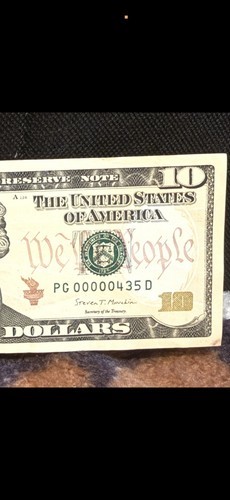 RESERVE NOTE 10
THE UNITED STATES
OF AMERICA
We The People
PG 00000435 D
Steven T. Mnuchin
Secretary of the Treasury
10
DOLLARS